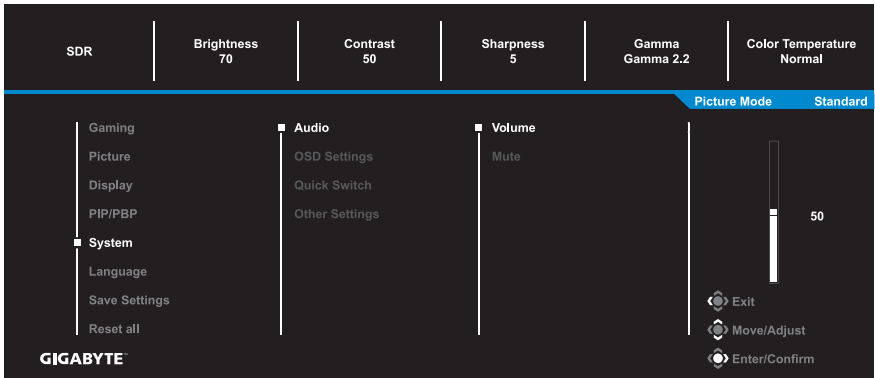 SDR
Brightness
70
Contrast
50
Sharpness
5
Gamma
Gamma 2.2
Color Temperature
Normal
Picture Mode Standard
Gaming
Picture
Display
PIP/PBP
System
Language
Save Settings
Reset all
Audio
OSD Settings
Quick Switch
Other Settings
Volume
Mute
50
Exit
Move/Adjust
Enter/Confirm
GIGABYTE™